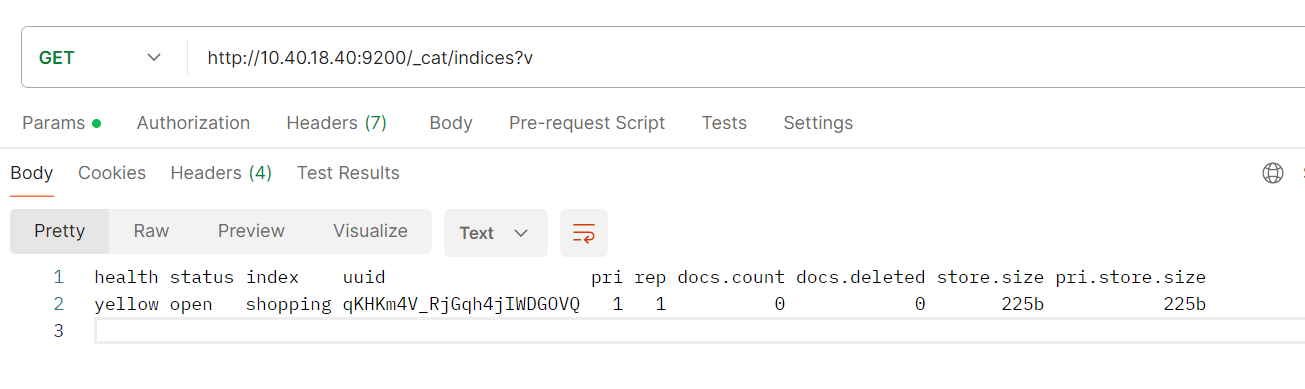 GET http://10.40.18.40:9200/_cat/indices?v
Params Authorization Headers (7) Body Pre-request Script Tests Settings
Body Cookies Headers (4) Test Results
Pretty Raw Preview Visualize Text
1 health status index uuid pri rep docs.count docs.deleted store.size pri.store.size
2 yellow open shopping qKHKm4V_RjGqh4jIWDGOVQ 1 1 0 0 225b 225b
3